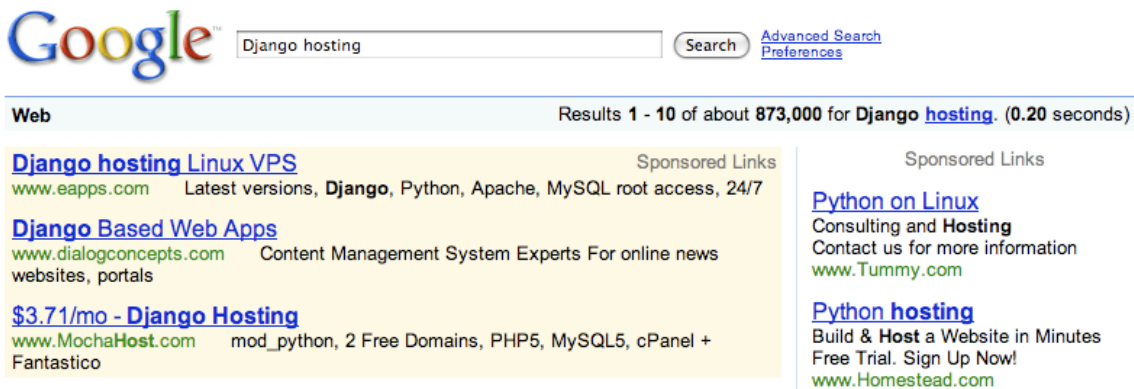 Google™
Django hosting
Search
Advanced Search
Preferences
Web
Results 1 - 10 of about 873,000 for Django hosting. (0.20 seconds)
Django hosting Linux VPS
Sponsored Links
www.eapps.com Latest versions, Django, Python, Apache, MySQL root access, 24/7
Django Based Web Apps
www.dialogconcepts.com Content Management System Experts For online news
websites, portals
$3.71/mo - Django Hosting
www.MochaHost.com mod_python, 2 Free Domains, PHP5, MySQL5, cPanel +
Fantastico
Sponsored Links
Python on Linux
Consulting and Hosting
Contact us for more information
www.Tummy.com
Python hosting
Build & Host a Website in Minutes
Free Trial. Sign Up Now!
www.Homestead.com